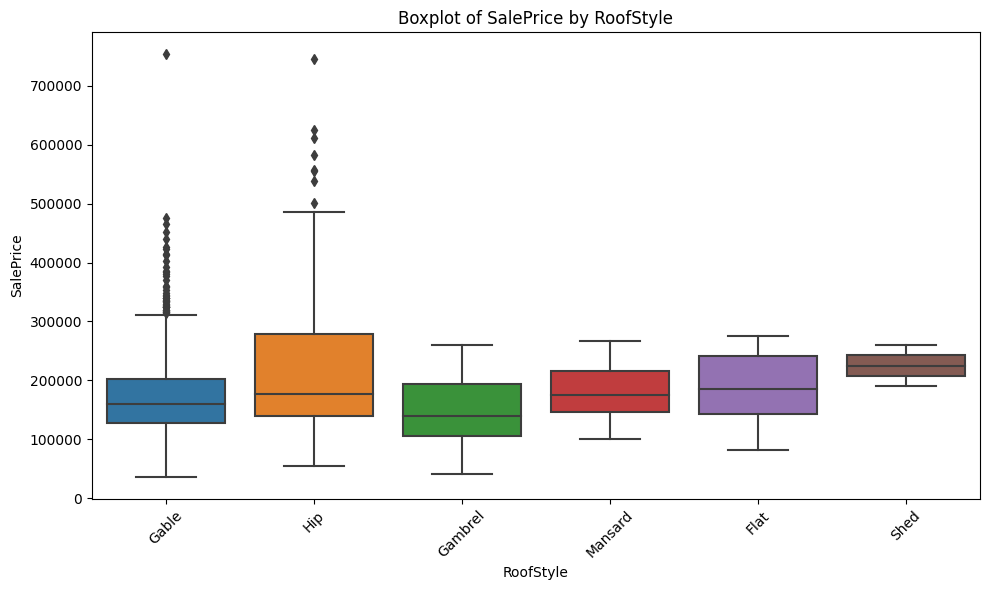 Boxplot of SalePrice by RoofStyle
SalePrice
700000
600000
500000
400000
300000
200000
100000
0
Gable
Hip
Gambrel
Mansard
Flat
Shed
RoofStyle